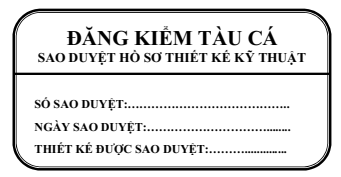 ĐĂNG KIỂM TÀU CÁ
SAO DUYỆT HỒ SƠ THIẾT KẾ KỸ THUẬT
SỐ SAO DUYỆT:…………………………………..
NGÀY SAO DUYỆT:…………………………........
THIẾT KẾ ĐƯỢC SAO DUYỆT:………..............